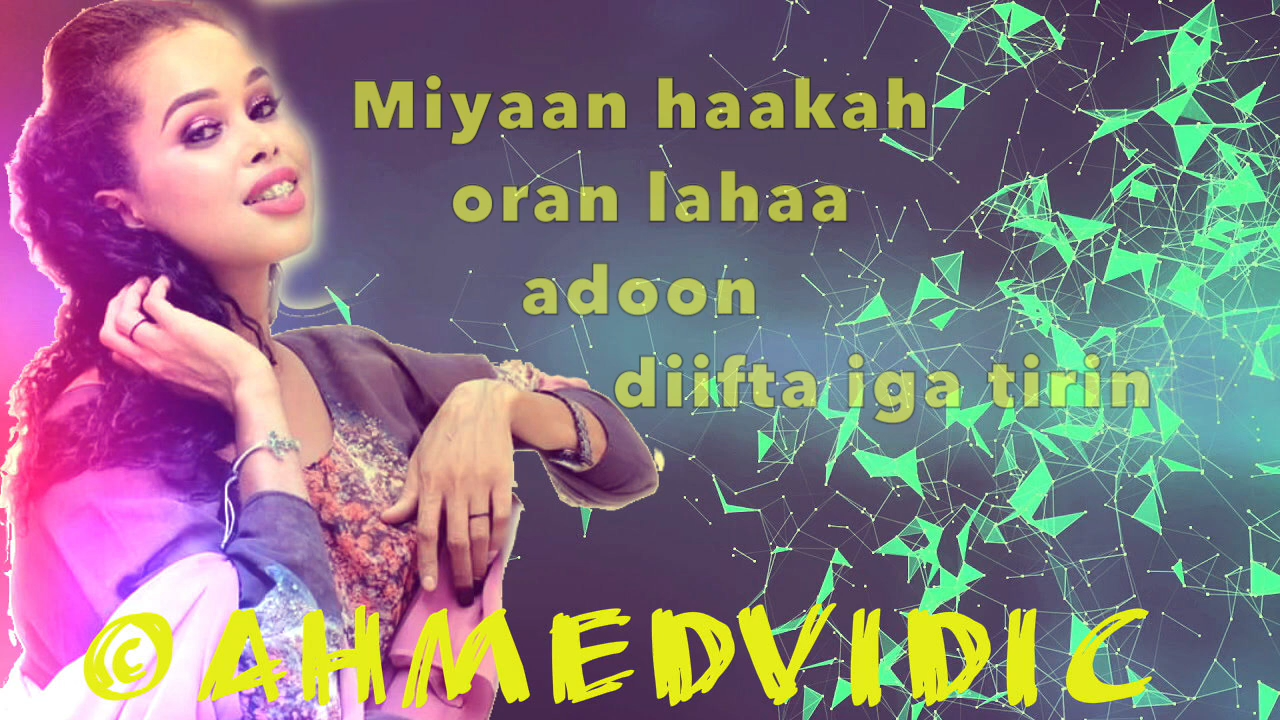 Miyaan haakah
oran lahaa
adoon
diifta iga tirin
© AHMEDVIDIC